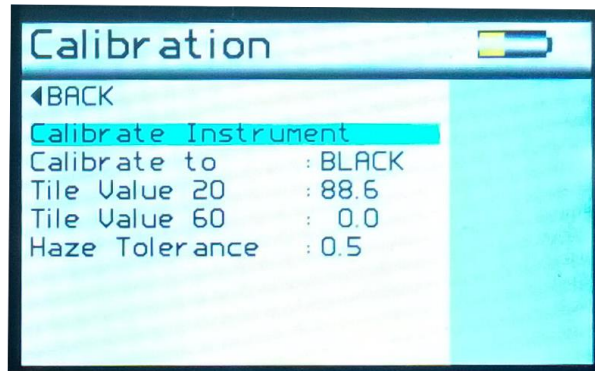 Calibration
◀BACK
Calibrate Instrument
Calibrate to : BLACK
Tile Value 20 : 88.6
Tile Value 60 : 0.0
Haze Tolerance : 0.5